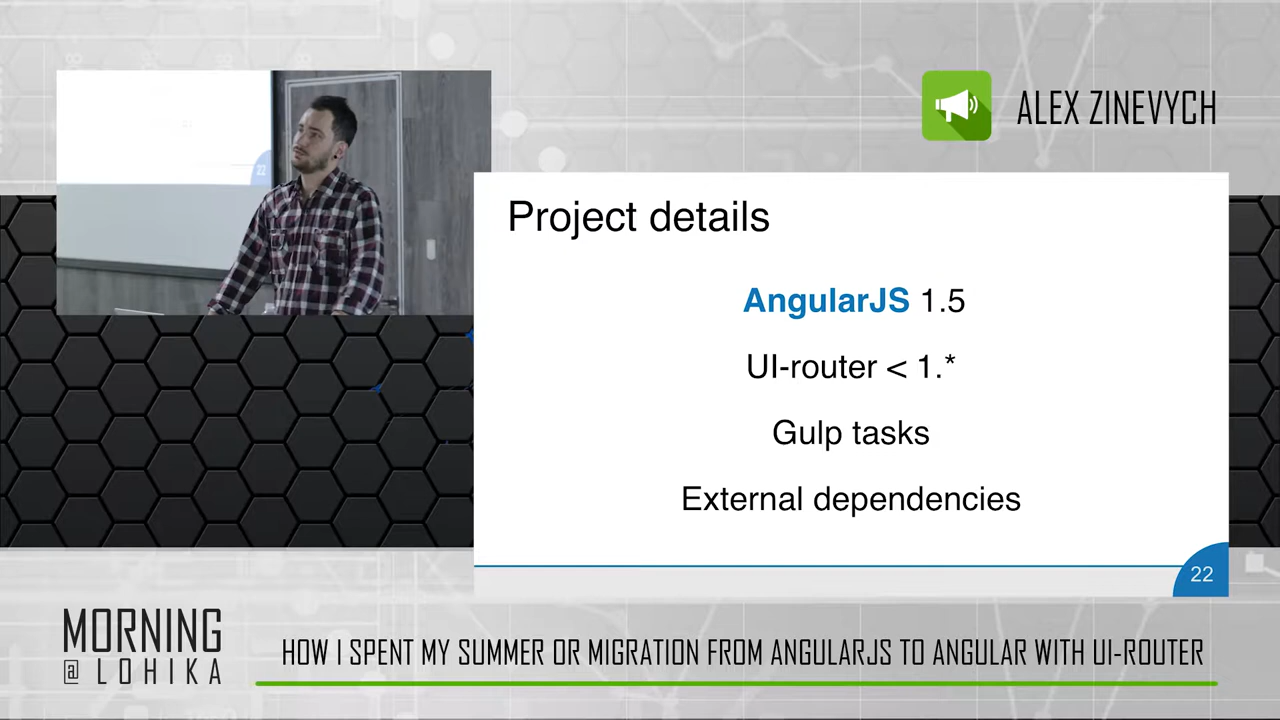 ALEX ZINEVYCH
22
Project details
AngularJS 1.5
UI-router < 1.*
Gulp tasks
External dependencies
22
MORNING
@ LOHIKA
HOW I SPENT MY SUMMER OR MIGRATION FROM ANGULARJS TO ANGULAR WITH UI-ROUTER